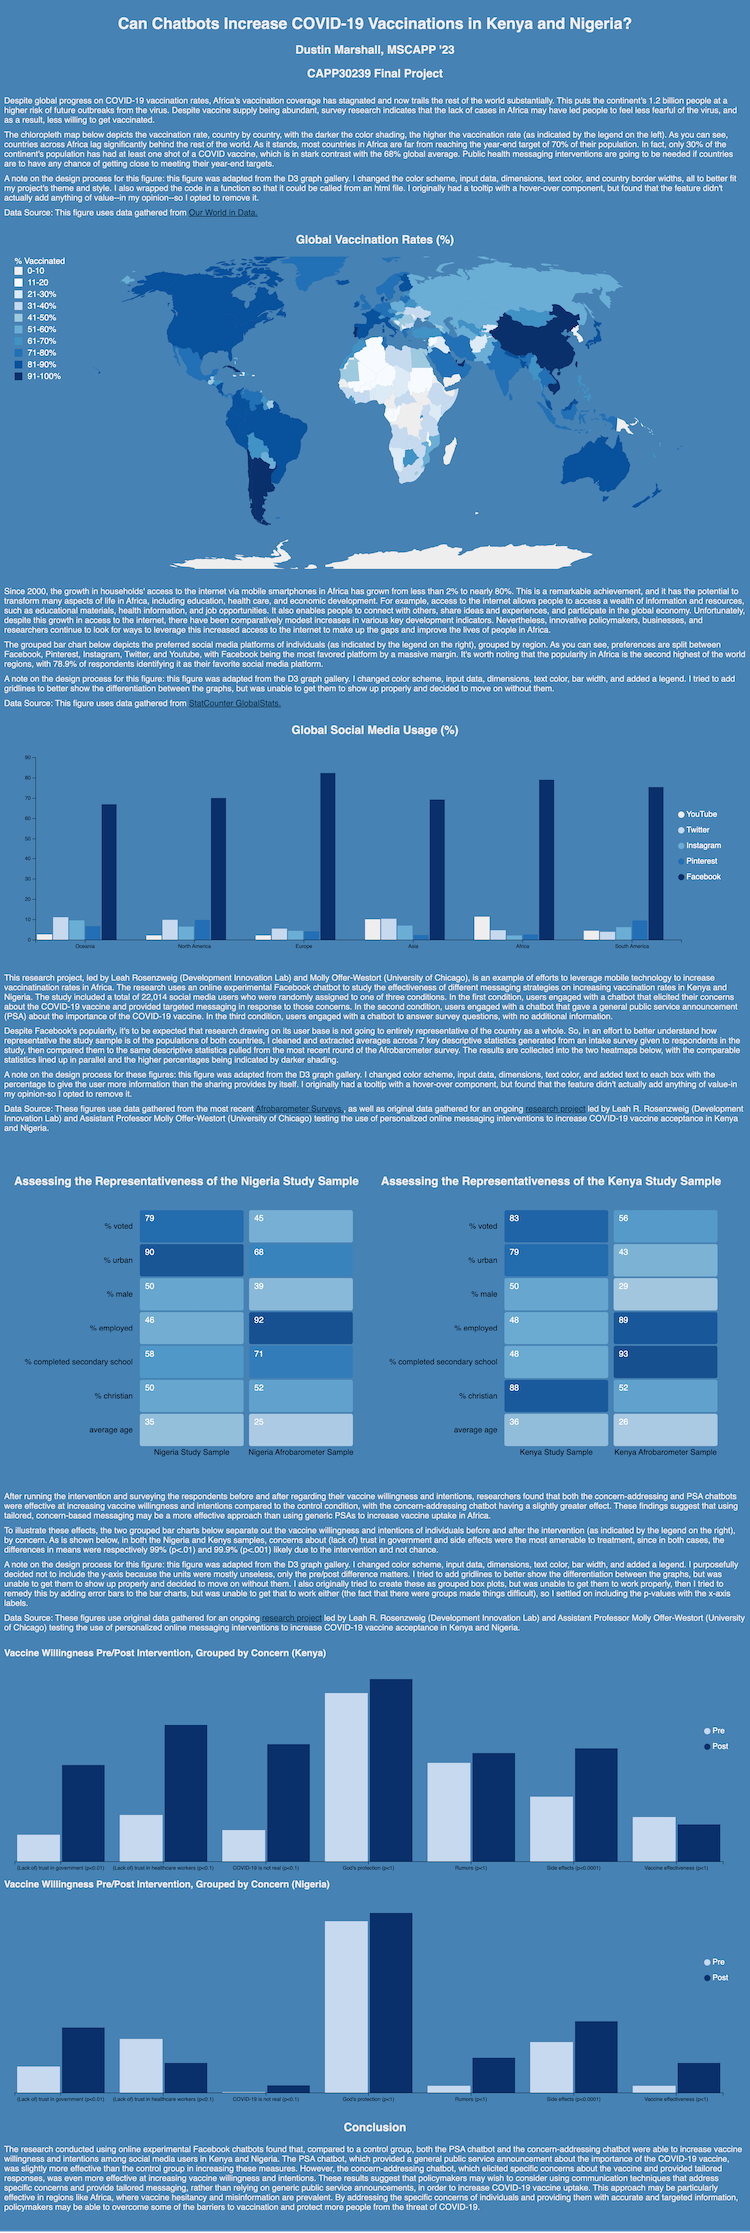 Can Chatbots Increase COVID-19 Vaccinations in Kenya and Nigeria?
Dustin Marshall, MSCAPP '23
CAPP30239 Final Project
Despite global progress on COVID-19 vaccination rates, Africa's vaccination coverage has stagnated and now trails the rest of the world substantially. This puts the continent's 1.2 billion people at a
higher risk of future outbreaks from the virus. Despite vaccine supply being abundant, survey research indicates that the lack of cases in Africa may have led people to feel less fearful of the virus, and
as a result, less willing to get vaccinated.
The chloropleth map below depicts the vaccination rate, country by country, with the darker the color shading, the higher the vaccination rate (as indicated by the legend on the left). As you can see,
countries across Africa lag significantly behind the rest of the world. As it stands, most countries in Africa are far from reaching the year-end target of 70% of their population. In fact, only 30% of the
continent's population has had at least one shot of a COVID vaccine, which is in stark contrast with the 68% global average. Public health messaging interventions are going to be needed if countries
are to have any chance of getting close to meeting their year-end targets.
A note on the design process for this figure: this figure was adapted from the D3 graph gallery. I changed the color scheme, input data, dimensions, text color, and country border widths, all to better fit
my project's theme and style. I also wrapped the code in a function so that it could be called from an html file. I originally had a tooltip with a hover-over component, but found that the feature didn't
actually add anything of value--in my opinion--so I opted to remove it.
Data Source: This figure uses data gathered from Our World in Data.
Global Vaccination Rates (%)
% Vaccinated
0-10
11-20
21-30%
31-40%
41-50%
51-60%
61-70%
71-80%
81-90%
91-100%
Since 2000, the growth in households' access to the internet via mobile smartphones in Africa has grown from less than 2% to nearly 80%. This is a remarkable achievement, and it has the potential to
transform many aspects of life in Africa, including education, health care, and economic development. For example, access to the internet allows people to access a wealth of information and resources,
such as educational materials, health information, and job opportunities. It also enables people to connect with others, share ideas and experiences, and participate in the global economy. Unfortunately,
despite this growth in access to the internet, there have been comparatively modest increases in various key development indicators. Nevertheless, innovative policymakers, businesses, and
researchers continue to look for ways to leverage this increased access to the internet to make up the gaps and improve the lives of people in Africa.
The grouped bar chart below depicts the preferred social media platforms of individuals (as indicated by the legend on the right), grouped by region. As you can see, preferences are split between
Facebook, Pinterest, Instagram, Twitter, and Youtube, with Facebook being the most favored platform by a massive margin. It's worth noting that the popularity in Africa is the second highest of the world
regions, with 78.9% of respondents identifying it as their favorite social media platform.
A note on the design process for this figure: this figure was adapted from the D3 graph gallery. I changed color scheme, input data, dimensions, text color, bar width, and added a legend. I tried to add
gridlines to better show the differentiation between the graphs, but was unable to get them to show up properly and decided to move on without them.
Data Source: This figure uses data gathered from StatCounter GlobalStats.
Global Social Media Usage (%)
90
80
70
60
50
40
30
20
10
0
Oceania North America Europe Asia Africa South America
YouTube
Twitter
Instagram
Pinterest
Facebook
This research project, led by Leah Rosenzweig (Development Innovation Lab) and Molly Offer-Westort (University of Chicago), is an example of efforts to leverage mobile technology to increase
vaccinatination rates in Africa. The research uses an online experimental Facebook chatbot to study the effectiveness of different messaging strategies on increasing vaccination rates in Kenya and
Nigeria. The study included a total of 22,014 social media users who were randomly assigned to one of three conditions. In the first condition, users engaged with a chatbot that elicited their concerns
about the COVID-19 vaccine and provided targeted messaging in response to those concerns. In the second condition, users engaged with a chatbot that gave a general public service announcement
(PSA) about the importance of the COVID-19 vaccine. In the third condition, users engaged with a chatbot to answer survey questions, with no additional information.
Despite Facebook's popularity, it's to be expected that research drawing on its user base is not going to entirely representative of the country as a whole. So, in an effort to better understand how
representative the study sample is of the populations of both countries, I cleaned and extracted averages across 7 key descriptive statistics generated from an intake survey given to respondents in the
study, then compared them to the same descriptive statistics pulled from the most recent round of the Afrobarometer survey. The results are collected into the two heatmaps below, with the comparable
statistics lined up in parallel and the higher percentages being indicated by darker shading.
A note on the design process for these figures: this figure was adapted from the D3 graph gallery. I changed color scheme, input data, dimensions, text color, and added text to each box with the
percentage to give the user more information than the sharing provides by itself. I originally had a tooltip with a hover-over component, but found that the feature didn't actually add anything of value-in
my opinion-so I opted to remove it.
Data Source: These figures use data gathered from the most recent Afrobarometer Surveys., as well as original data gathered for an ongoing research project led by Leah R. Rosenzweig (Development
Innovation Lab) and Assistant Professor Molly Offer-Westort (University of Chicago) testing the use of personalized online messaging interventions to increase COVID-19 vaccine acceptance in Kenya
and Nigeria.
Assessing the Representativeness of the Nigeria Study Sample
% voted 79 45
% urban 90 68
% male 50 39
% employed 46 92
% completed secondary school 58 71
% christian 50 52
average age 35 25
Nigeria Study Sample Nigeria Afrobarometer Sample
Assessing the Representativeness of the Kenya Study Sample
% voted 83 56
% urban 79 43
% male 50 29
% employed 48 89
% completed secondary school 48 93
% christian 88 52
average age 36 26
Kenya Study Sample Kenya Afrobarometer Sample
After running the intervention and surveying the respondents before and after regarding their vaccine willingness and intentions, researchers found that both the concern-addressing and PSA chatbots
were effective at increasing vaccine willingness and intentions compared to the control condition, with the concern-addressing chatbot having a slightly greater effect. These findings suggest that using
tailored, concern-based messaging may be a more effective approach than using generic PSAs to increase vaccine uptake in Africa.
To illustrate these effects, the two grouped bar charts below separate out the vaccine willingness and intentions of individuals before and after the intervention (as indicated by the legend on the right),
by concern. As is shown below, in both the Nigeria and Kenys samples, concerns about (lack of) trust in government and side effects were the most amenable to treatment, since in both cases, the
differences in means were respectively 99% (p<.01) and 99.9% (p<.001) likely due to the intervention and not chance.
A note on the design process for this figure: this figure was adapted from the D3 graph gallery. I changed color scheme, input data, dimensions, text color, bar width, and added a legend. I purposefully
decided not to include the y-axis because the units were mostly unseless, only the pre/post difference matters. I tried to add gridlines to better show the differentiation between the graphs, but was
unable to get them to show up properly and decided to move on without them. I also originally tried to create these as grouped box plots, but was unable to get them to work properly, then I tried to
remedy this by adding error bars to the bar charts, but was unable to get that to work either (the fact that there were groups made things difficult), so I settled on including the p-values with the x-axis
labels.
Data Source: These figures use original data gathered for an ongoing research project led by Leah R. Rosenzweig (Development Innovation Lab) and Assistant Professor Molly Offer-Westort (University
of Chicago) testing the use of personalized online messaging interventions to increase COVID-19 vaccine acceptance in Kenya and Nigeria.
Vaccine Willingness Pre/Post Intervention, Grouped by Concern (Kenya)
Pre
Post
(Lack of) trust in government (p<0.01) (Lack of) trust in healthcare workers (p<0.1) COVID-19 is not real (p<0.1) God's protection (p<1) Rumors (p<1) Side effects (p<0.0001) Vaccine effectiveness (p<1)
Vaccine Willingness Pre/Post Intervention, Grouped by Concern (Nigeria)
Pre
Post
(Lack of) trust in government (p<0.01) (Lack of) trust in healthcare workers (p<0.1) COVID-19 is not real (p<0.1) God's protection (p<1) Rumors (p<1) Side effects (p<0.0001) Vaccine effectiveness (p<1)
Conclusion
The research conducted using online experimental Facebook chatbots found that, compared to a control group, both the PSA chatbot and the concern-addressing chatbot were able to increase vaccine
willingness and intentions among social media users in Kenya and Nigeria. The PSA chatbot, which provided a general public service announcement about the importance of the COVID-19 vaccine,
was slightly more effective than the control group in increasing these measures. However, the concern-addressing chatbot, which elicited specific concerns about the vaccine and provided tailored
responses, was even more effective at increasing vaccine willingness and intentions. These results suggest that policymakers may wish to consider using communication techniques that address
specific concerns and provide tailored messaging, rather than relying on generic public service announcements, in order to increase COVID-19 vaccine uptake. This approach may be particularly
effective in regions like Africa, where vaccine hesitancy and misinformation are prevalent. By addressing the specific concerns of individuals and providing them with accurate and targeted information,
policymakers may be able to overcome some of the barriers to vaccination and protect more people from the threat of COVID-19.